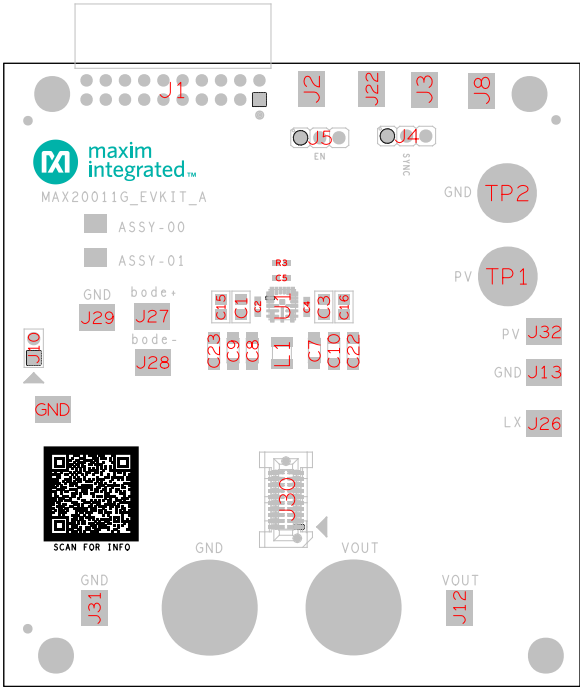 J1
J2
J22
J3
J8
J5
EN
J4
SYNC
maxim
integrated™
MAX20011G_EVKIT_A
GND
TP2
ASSY-00
ASSY-01
R3
C5
PV
TP1
GND
bode+
J29
J27
C15
C1
C2
U1
C4
C3
C16
bode-
J10
J28
C23
C9
C8
L1
C7
C10
C22
PV
J32
GND
J13
GND
LX
J26
J30
SCAN FOR INFO
GND
VOUT
GND
J31
VOUT
J12